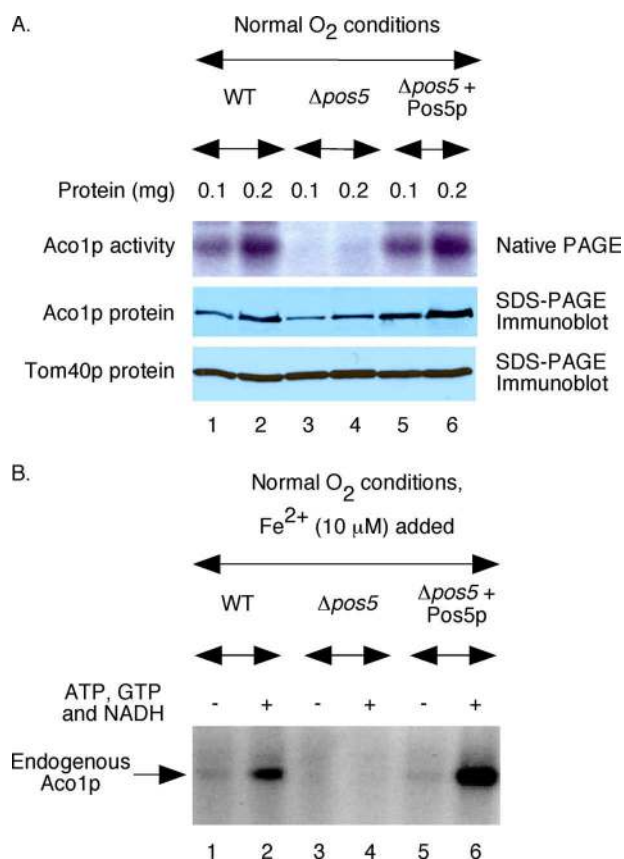 A.
Normal O2 conditions
WT Δpos5 Δpos5 + Pos5p
Protein (mg) 0.1 0.2 0.1 0.2 0.1 0.2
Aco1p activity Native PAGE
Aco1p protein SDS-PAGE Immunoblot
Tom40p protein SDS-PAGE Immunoblot
1 2 3 4 5 6
B.
Normal O2 conditions,
Fe2+ (10 μM) added
WT Δpos5 Δpos5 + Pos5p
ATP, GTP and NADH - + - + - +
Endogenous Aco1p
1 2 3 4 5 6